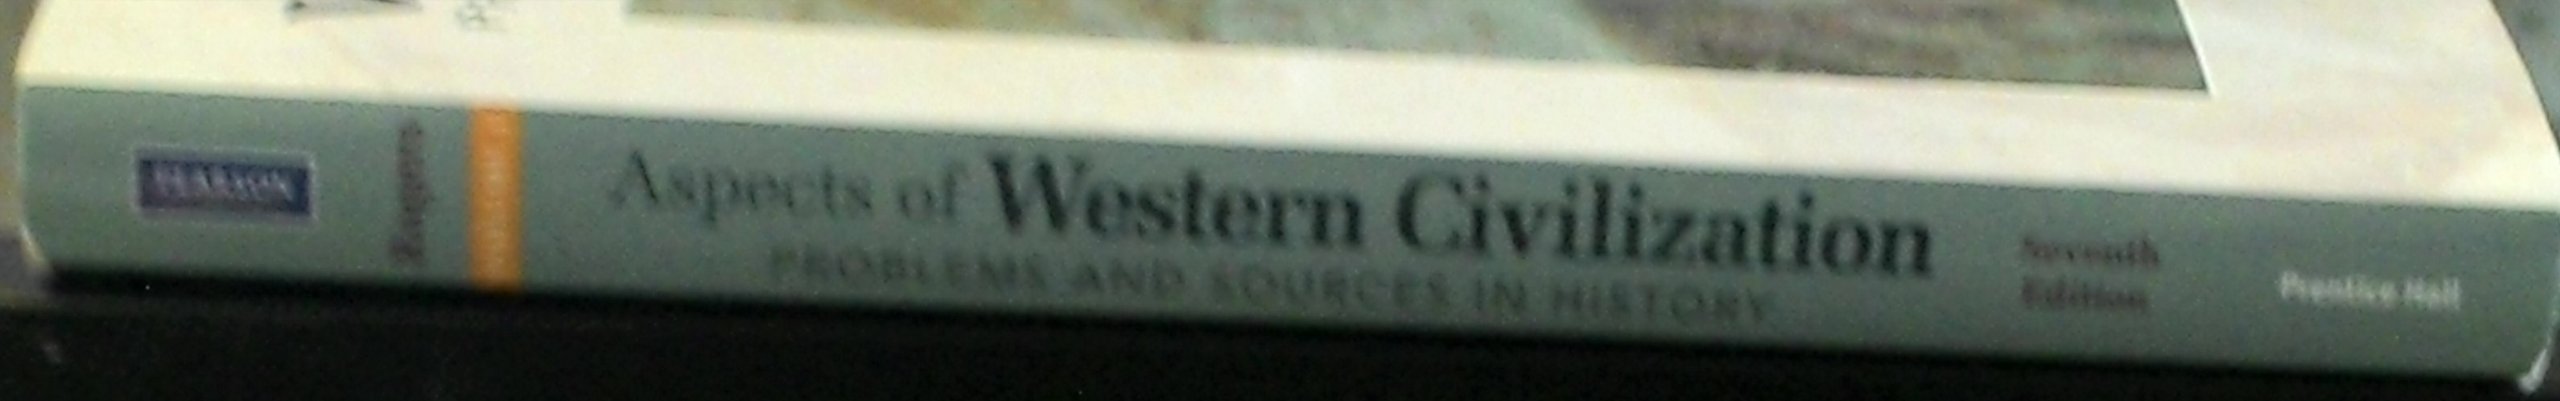 PEARSON
Rogers
Aspects of Western Civilization
PROBLEMS AND SOURCES IN HISTORY
Seventh
Edition
Prentice Hall